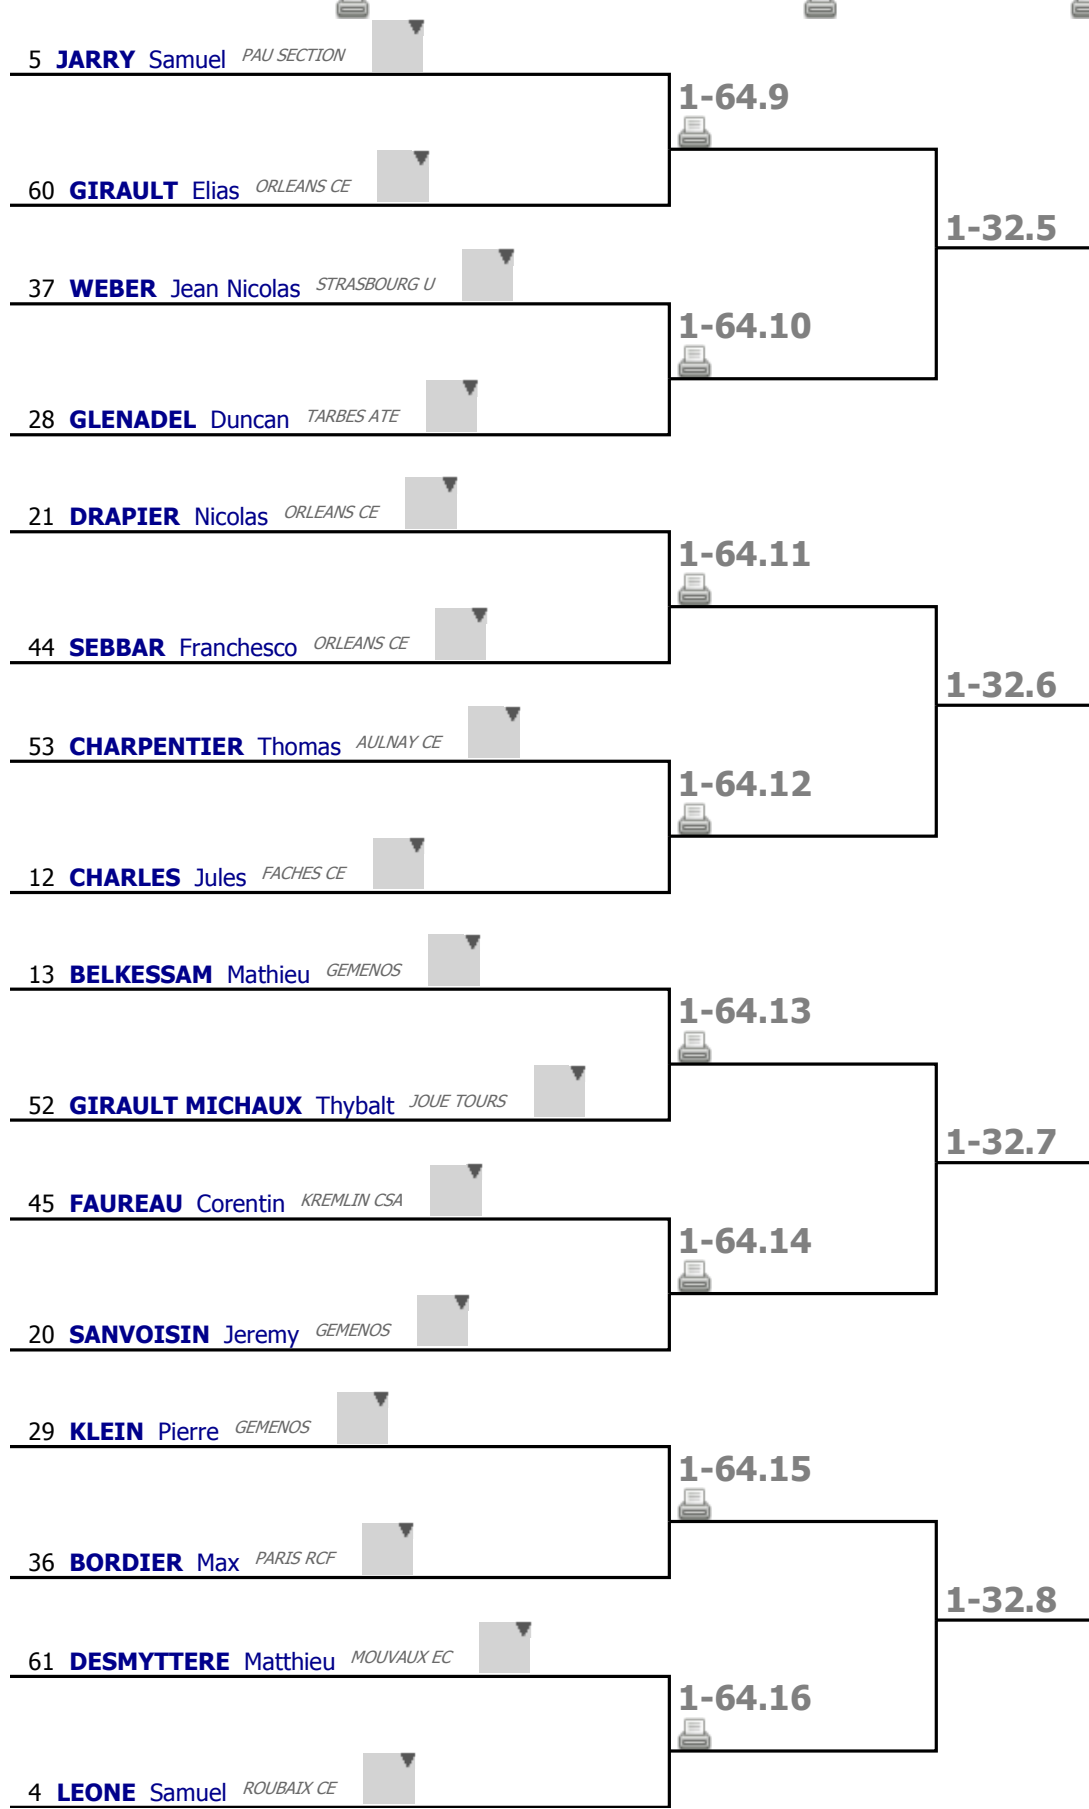 5 JARRY Samuel PAU SECTION
1-64.9
60 GIRAULT Elias ORLEANS CE
1-32.5
37 WEBER Jean Nicolas STRASBOURG U
1-64.10
28 GLENADEL Duncan TARBES ATE
21 DRAPIER Nicolas ORLEANS CE
1-64.11
44 SEBBAR Franchesco ORLEANS CE
1-32.6
53 CHARPENTIER Thomas AULNAY CE
1-64.12
12 CHARLES Jules FACHES CE
13 BELKESSAM Mathieu GEMENOS
1-64.13
52 GIRAULT MICHAUX Thybalt JOUE TOURS
1-32.7
45 FAUREAU Corentin KREMLIN CSA
1-64.14
20 SANVOISIN Jeremy GEMENOS
29 KLEIN Pierre GEMENOS
1-64.15
36 BORDIER Max PARIS RCF
1-32.8
61 DESMYTTERE Matthieu MOUVAUX EC
1-64.16
4 LEONE Samuel ROUBAIX CE